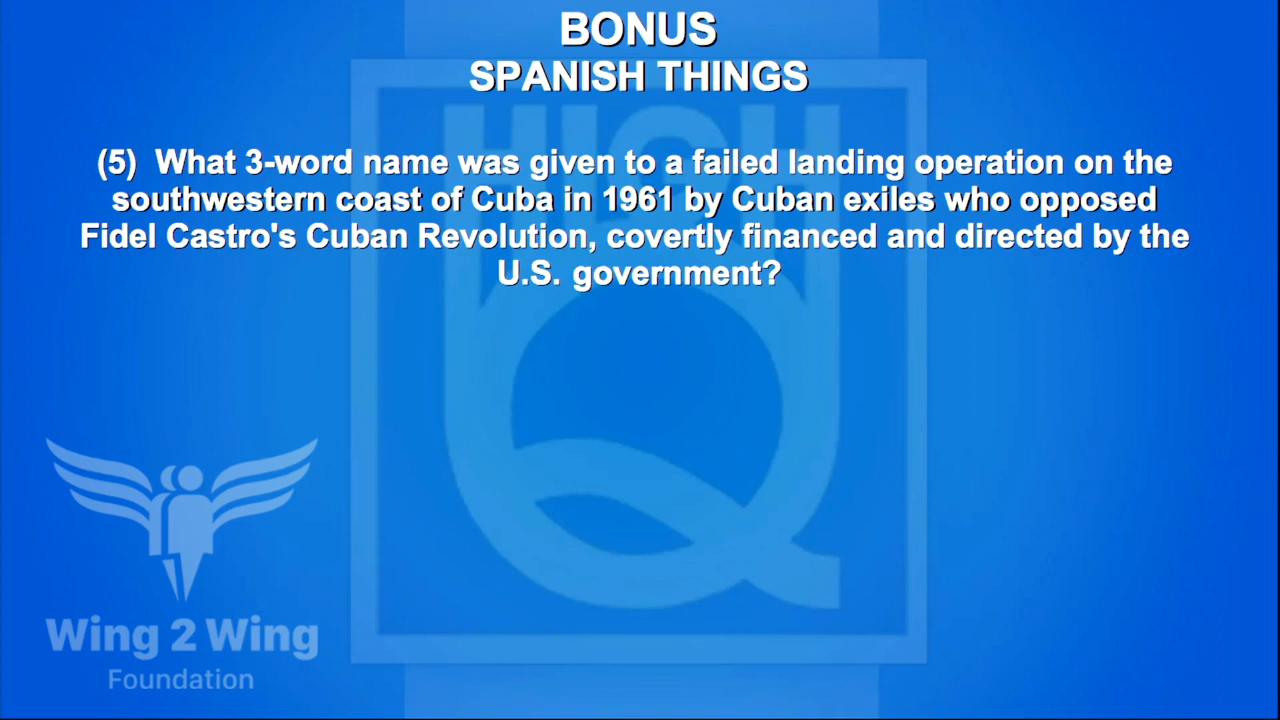 BONUS
SPANISH THINGS
(5) What 3-word name was given to a failed landing operation on the
southwestern coast of Cuba in 1961 by Cuban exiles who opposed
Fidel Castro's Cuban Revolution, covertly financed and directed by the
U.S. government?
HIGH
Q
Wing 2 Wing
Foundation